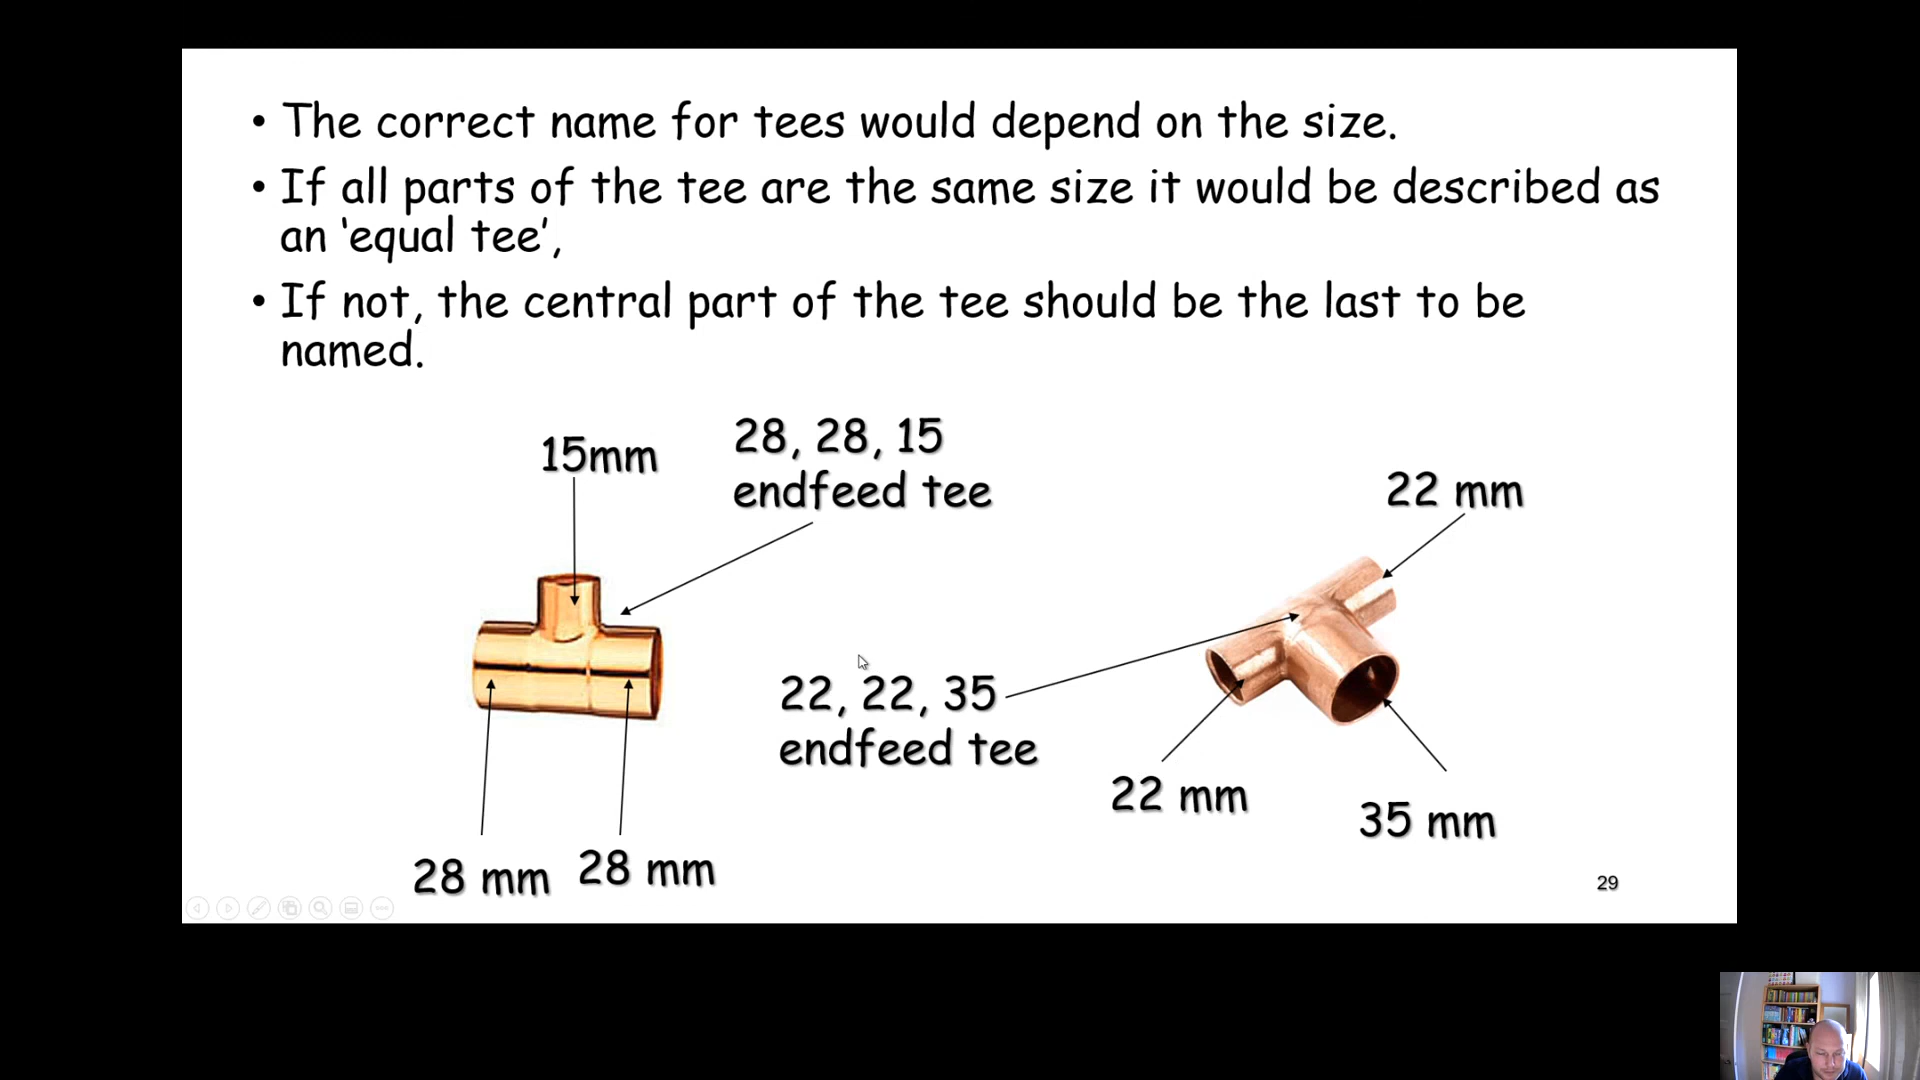 • The correct name for tees would depend on the size.
• If all parts of the tee are the same size it would be described as
an ‘equal tee’,
• If not, the central part of the tee should be the last to be
named.
15mm
28, 28, 15
endfeed tee
22 mm
22, 22, 35
endfeed tee
22 mm
35 mm
28 mm
28 mm
29